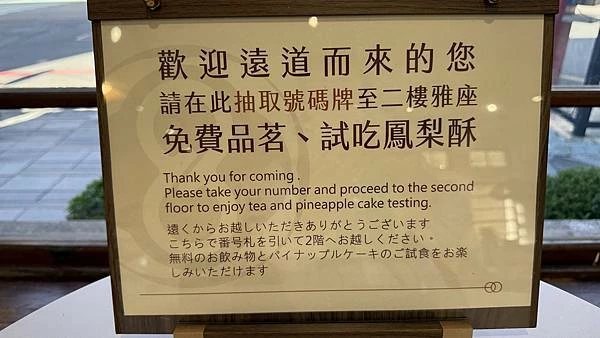 歡迎遠道而來的您
請在此抽取號碼牌至二樓雅座
免費品茗、試吃鳳梨酥
Thank you for coming .
Please take your number and proceed to the second
floor to enjoy tea and pineapple cake testing.
遠くからお越しいただきありがとうございます
こちらで番号札を引いて2階へお越しください。
無料のお飲み物とパイナップルケーキのご試食をお楽
しみいただけます